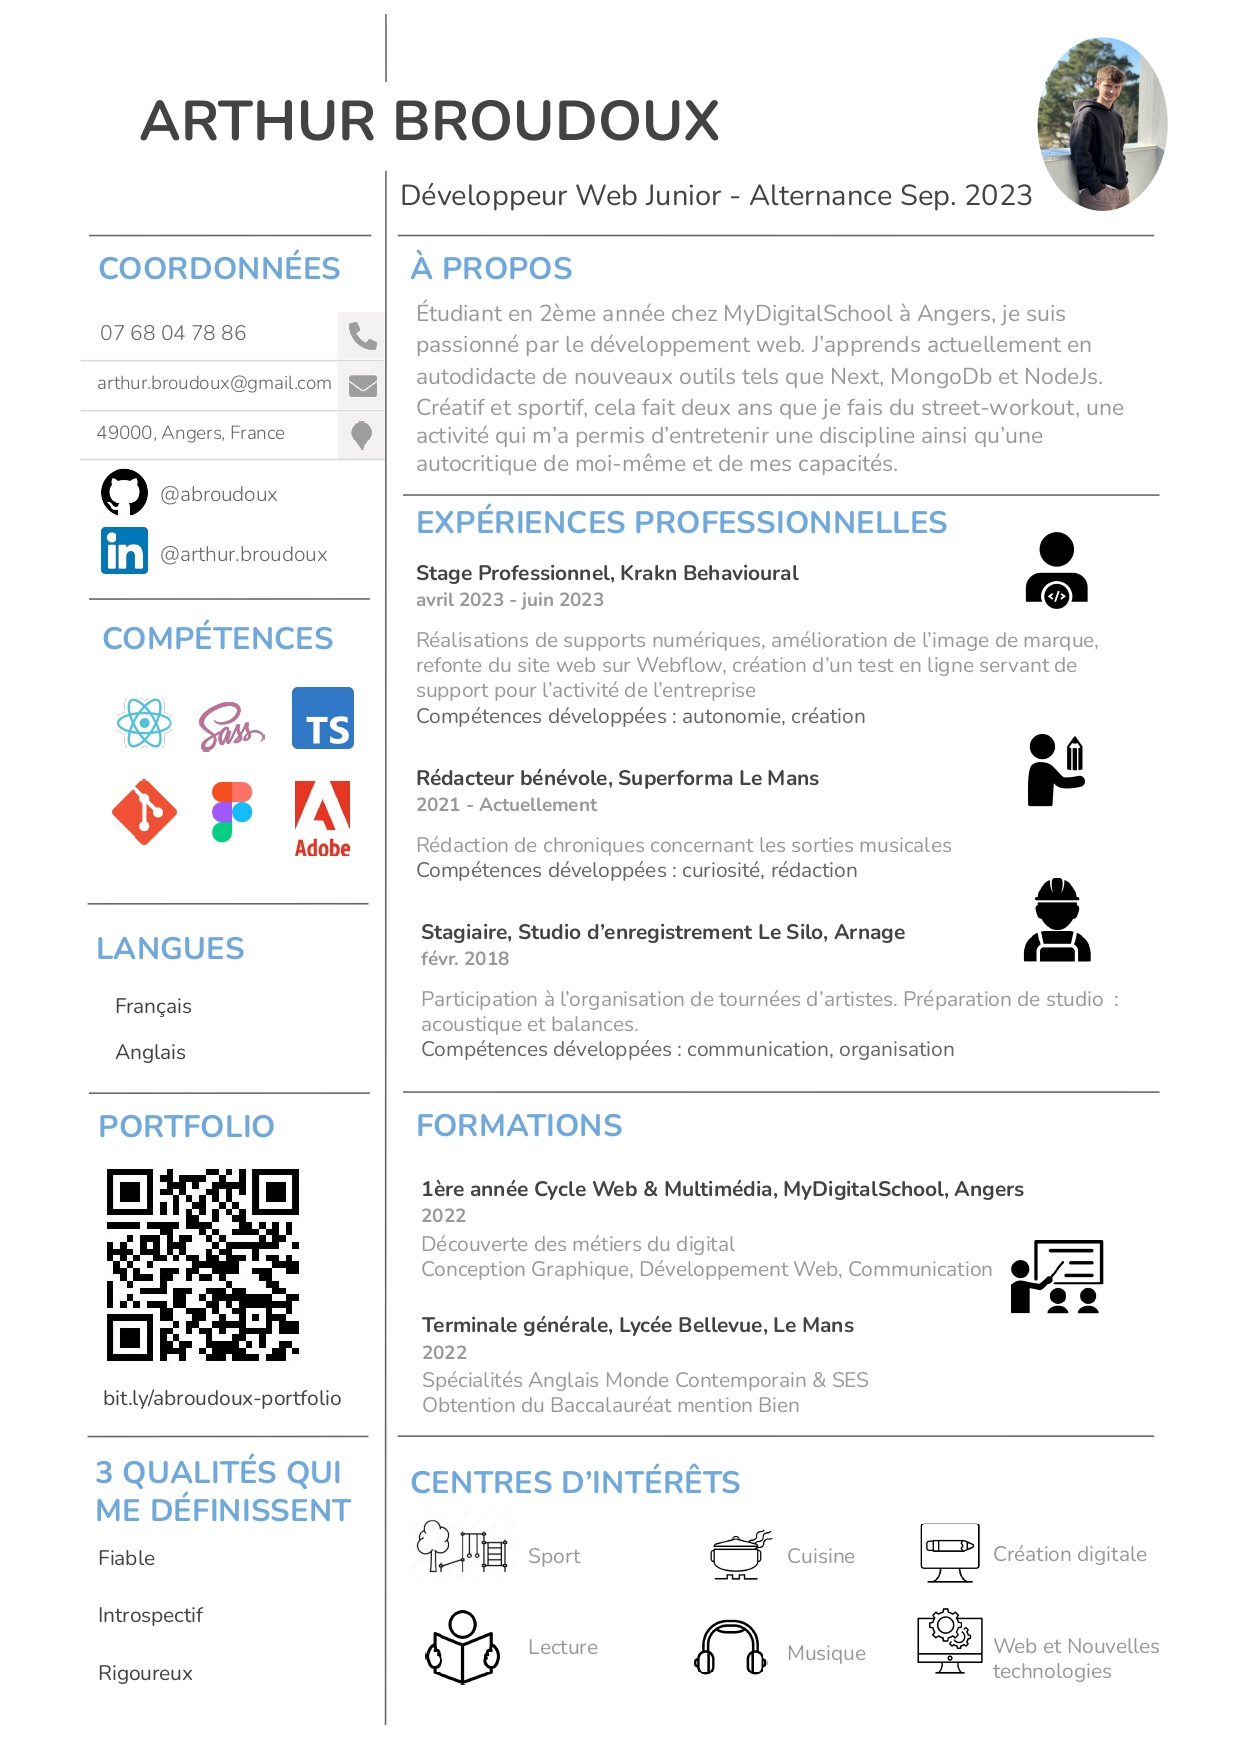 ARTHUR BROUDOUX
Développeur Web Junior - Alternance Sep. 2023
COORDONNÉES
07 68 04 78 86
arthur.broudoux@gmail.com
49000, Angers, France
@abroudoux
in
@arthur.broudoux
COMPÉTENCES
Sass
TS
Adobe
LANGUES
Français
Anglais
PORTFOLIO
bit.ly/abroudoux-portfolio
3 QUALITÉS QUI
ME DÉFINISSENT
Fiable
Introspectif
Rigoureux
À PROPOS
Étudiant en 2ème année chez MyDigitalSchool à Angers, je suis
passionné par le développement web. J’apprends actuellement en
autodidacte de nouveaux outils tels que Next, MongoDb et NodeJs.
Créatif et sportif, cela fait deux ans que je fais du street-workout, une
activité qui m’a permis d’entretenir une discipline ainsi qu’une
autocritique de moi-même et de mes capacités.
EXPÉRIENCES PROFESSIONNELLES
Stage Professionnel, Krakn Behavioural
avril 2023 - juin 2023
Réalisations de supports numériques, amélioration de l’image de marque,
refonte du site web sur Webflow, création d’un test en ligne servant de
support pour l’activité de l’entreprise
Compétences développées : autonomie, création
</>
Rédacteur bénévole, Superforma Le Mans
2021 - Actuellement
Rédaction de chroniques concernant les sorties musicales
Compétences développées : curiosité, rédaction
Stagiaire, Studio d’enregistrement Le Silo, Arnage
févr. 2018
Participation à l’organisation de tournées d’artistes. Préparation de studio :
acoustique et balances.
Compétences développées : communication, organisation
FORMATIONS
1ère année Cycle Web & Multimédia, MyDigitalSchool, Angers
2022
Découverte des métiers du digital
Conception Graphique, Développement Web, Communication
Terminale générale, Lycée Bellevue, Le Mans
2022
Spécialités Anglais Monde Contemporain & SES
Obtention du Baccalauréat mention Bien
CENTRES D’INTÉRÊTS
Sport
Cuisine
Création digitale
Lecture
Musique
Web et Nouvelles
technologies